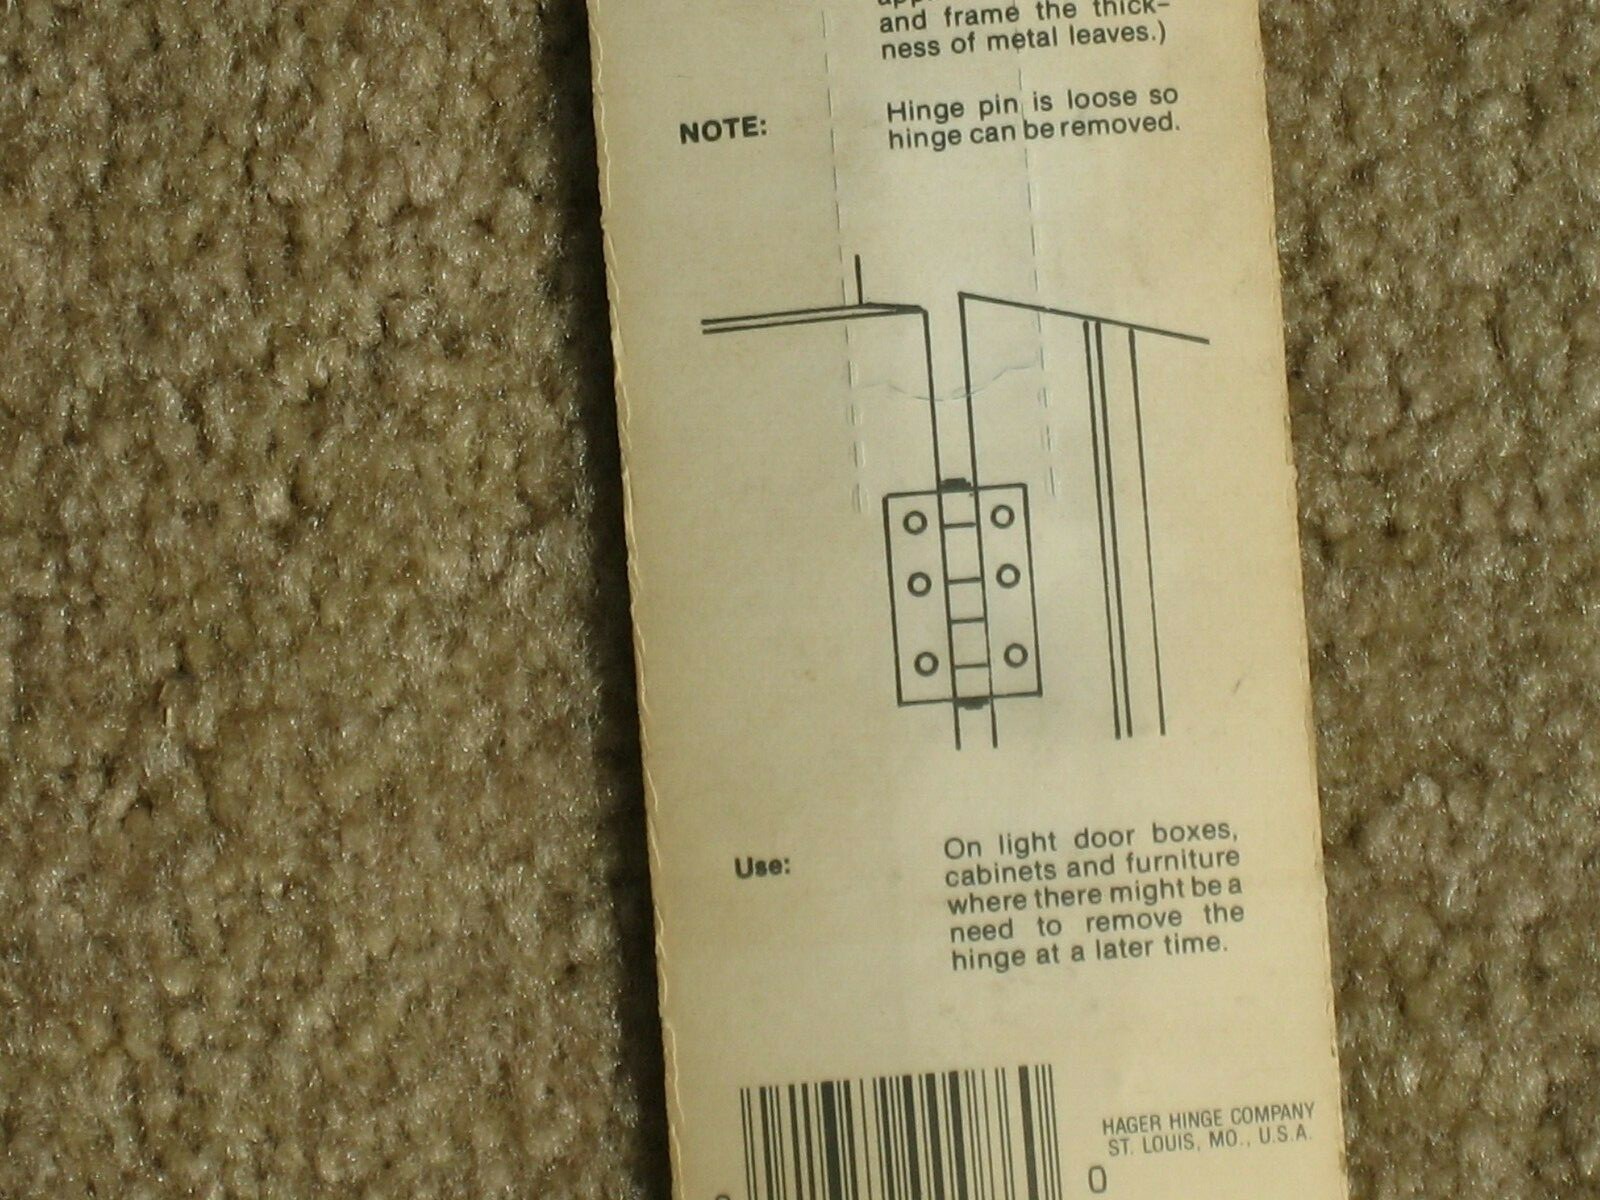 and frame the thick-
ness of metal leaves.)
NOTE:
Hinge pin is loose so
hinge can be removed.
Use:
On light door boxes,
cabinets and furniture
where there might be a
need to remove the
hinge at a later time.
HAGER HINGE COMPANY
ST. LOUIS, MO., U.S.A.
0